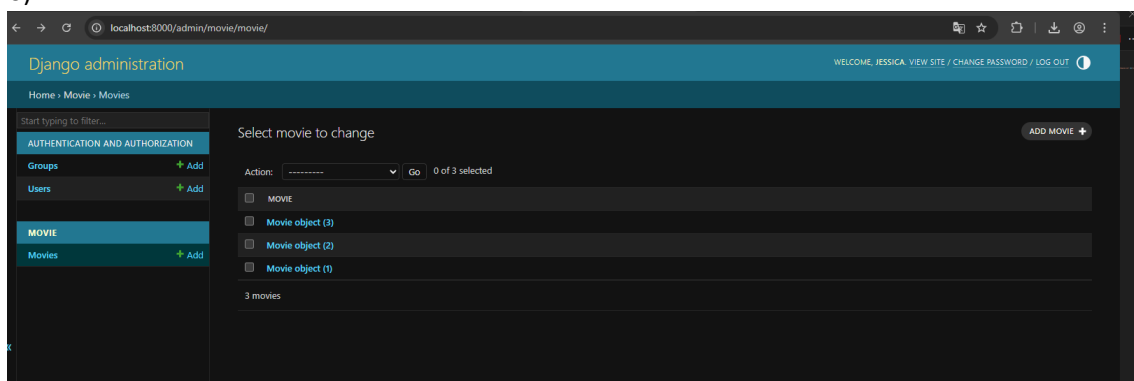 localhost:8000/admin/movie/movie/
Django administration
WELCOME, JESSICA. VIEW SITE / CHANGE PASSWORD / LOG OUT
Home › Movie › Movies
Start typing to filter...
AUTHENTICATION AND AUTHORIZATION
Groups + Add
Users + Add
MOVIE
Movies + Add
«
Select movie to change
ADD MOVIE +
Action: --------- Go 0 of 3 selected
MOVIE
Movie object (3)
Movie object (2)
Movie object (1)
3 movies